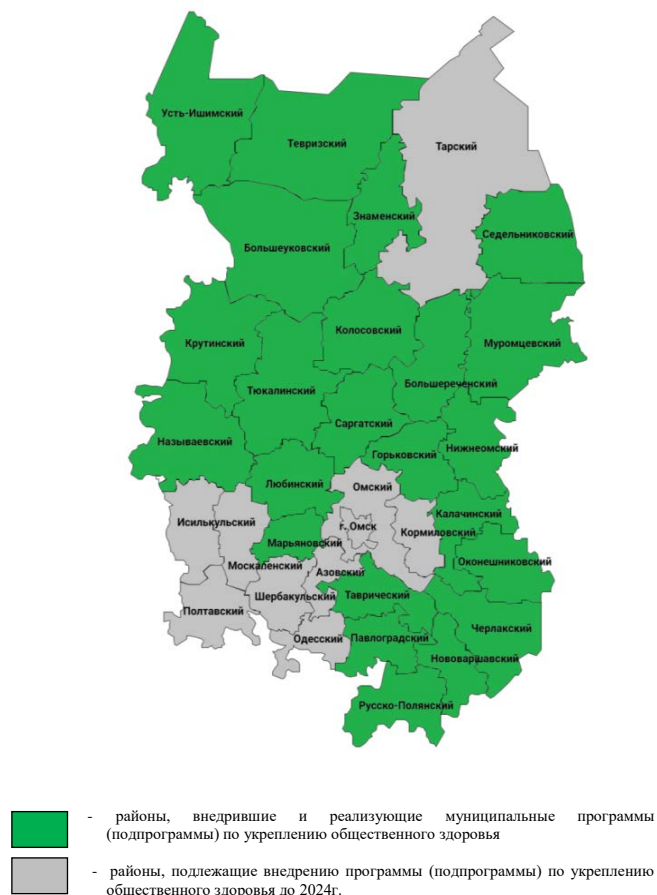 Усть-Ишимский
Тевризский
Тарский
Знаменский
Седельниковский
Большеуковский
Колосовский
Крутинский
Муромцевский
Большереченский
Тюкалинский
Саргатский
Называевский
Горьковский
Нижнеомский
Любинский
Омский
Калачинский
Исилькульский
г. Омск
Кормиловский
Марьяновский
Оконешниковский
Москаленский
Азовский
Шербакульский
Таврический
Полтавский
Черлакский
Одесский
Павлоградский
Нововаршавский
Русско-Полянский
- районы, внедрившие и реализующие муниципальные программы
(подпрограммы) по укреплению общественного здоровья
- районы, подлежащие внедрению программы (подпрограммы) по укреплению
общественного здоровья до 2024г.